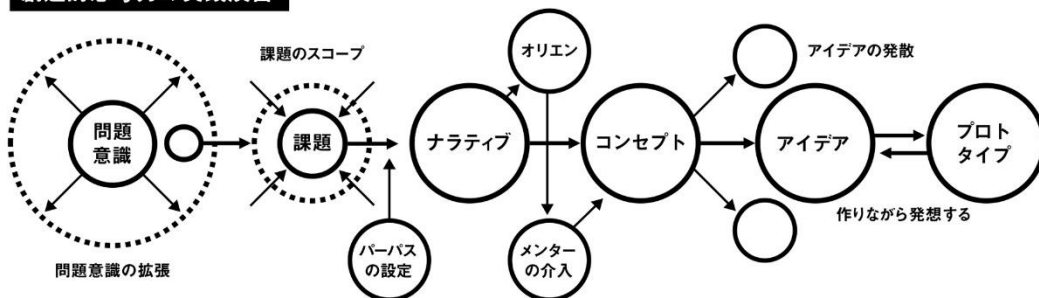 課題のスコープ
オリエン
アイデアの発散
問題
意識
課題
ナラティブ
コンセプト
アイデア
プロト
タイプ
作りながら発想する
パーパス
の設定
メンター
の介入
問題意識の拡張